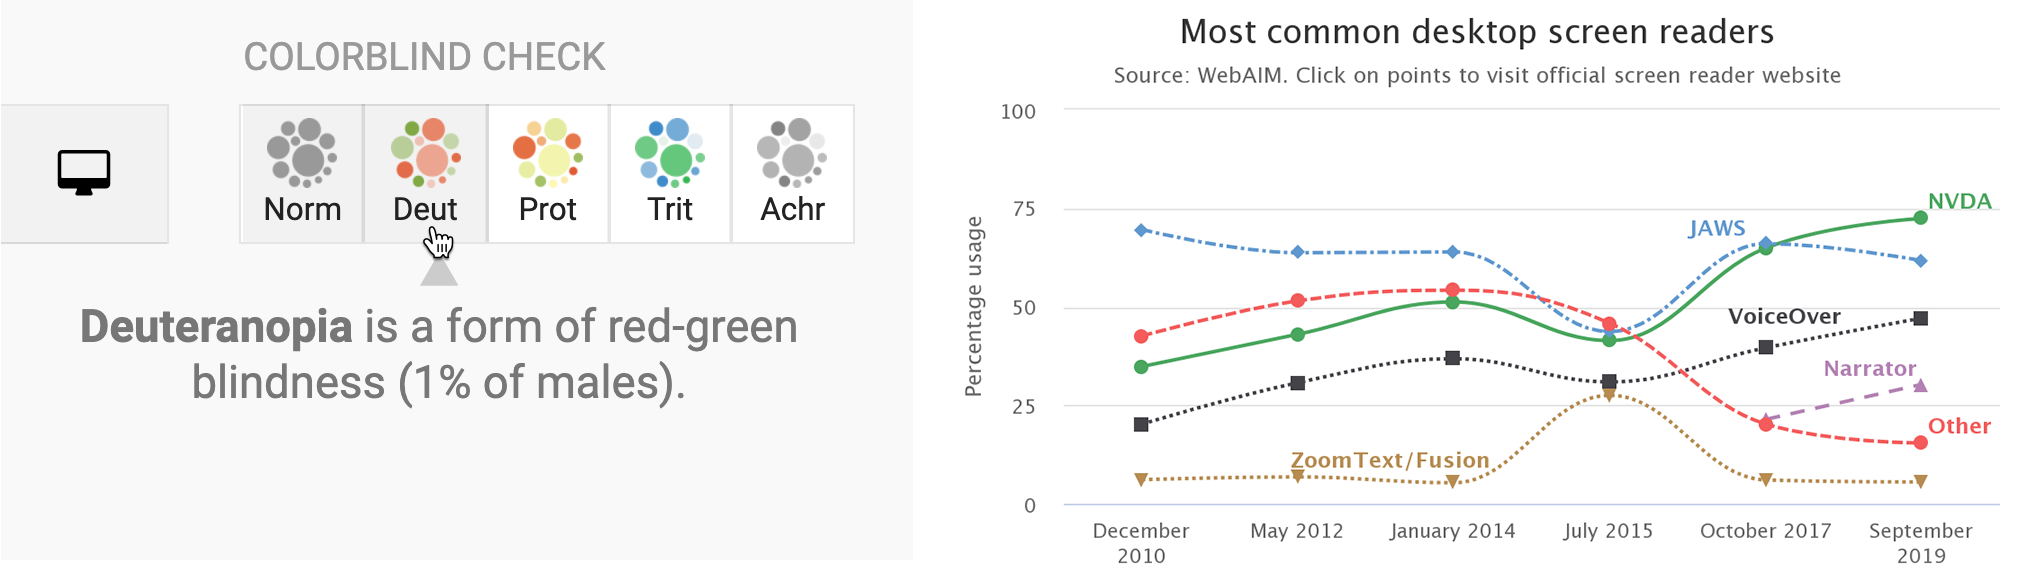 COLORBLIND CHECK
Norm
Deut
Prot
Trit
Achr
Deuteranopia is a form of red-green
blindness (1% of males).
Most common desktop screen readers
Source: WebAIM. Click on points to visit official screen reader website
Percentage usage
100
75
50
25
0
NVDA
JAWS
VoiceOver
Narrator
Other
ZoomText/Fusion
December
2010
May 2012
January 2014
July 2015
October 2017
September
2019